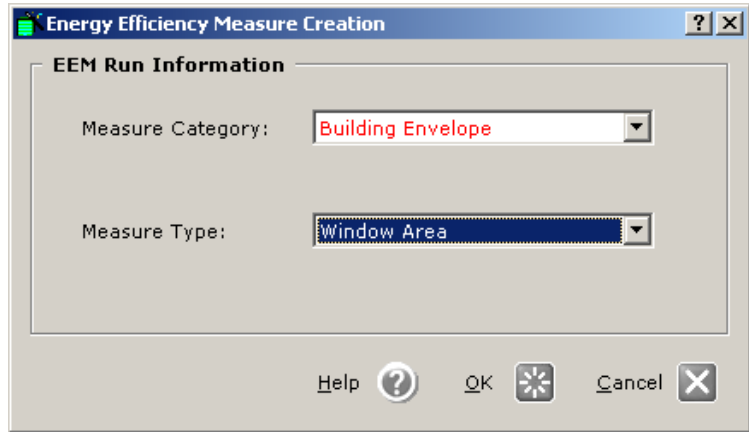 Energy Efficiency Measure Creation
EEM Run Information
Measure Category: Building Envelope
Measure Type: Window Area
Help OK Cancel